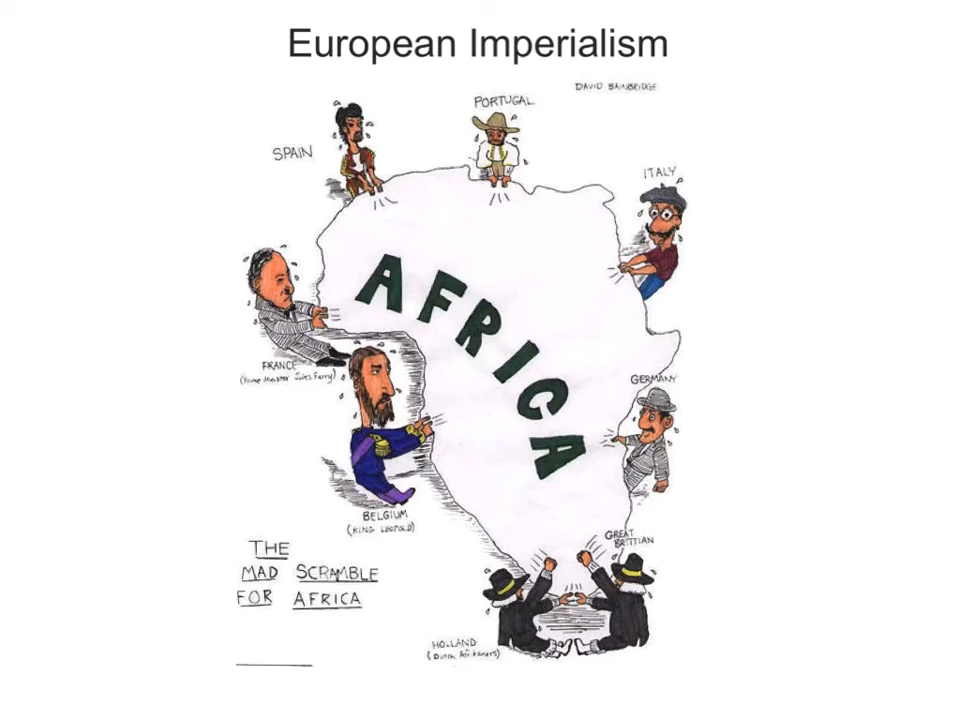 European Imperialism
DAVID BAINBRIDGE
PORTUGAL
SPAIN
ITALY
AFRICA
FRANCE
(Prime Minister Jules Ferry)
GERMANY
BELGIUM
(KING LEOPOLD)
GREAT
BRITTIAN
THE
MAD SCRAMBLE
FOR AFRICA
HOLLAND
(Dutch Afrikaners)